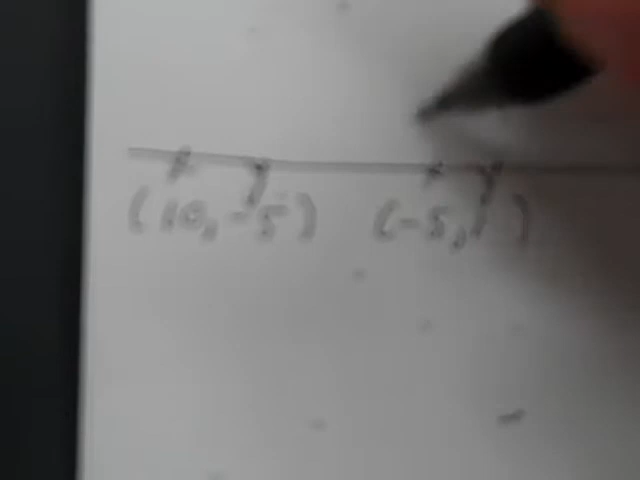 x y x y
(10, -5) (-5, )